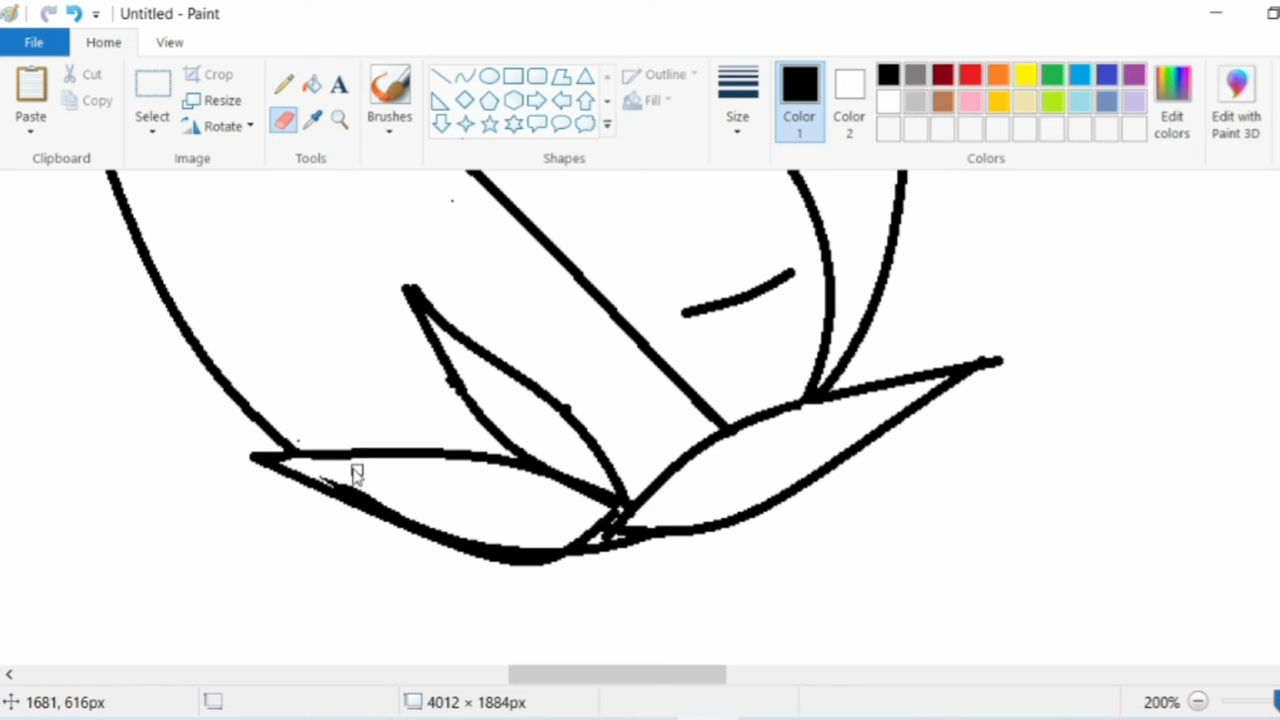 Untitled - Paint
File Home View
Cut
Copy
Paste
Clipboard
Crop
Resize
Rotate
Select
Image
Tools
Brushes
Outline
Fill
Shapes
Size
Color 1
Color 2
Edit colors
Colors
Edit with Paint 3D
1681, 616px
4012 × 1884px
200%